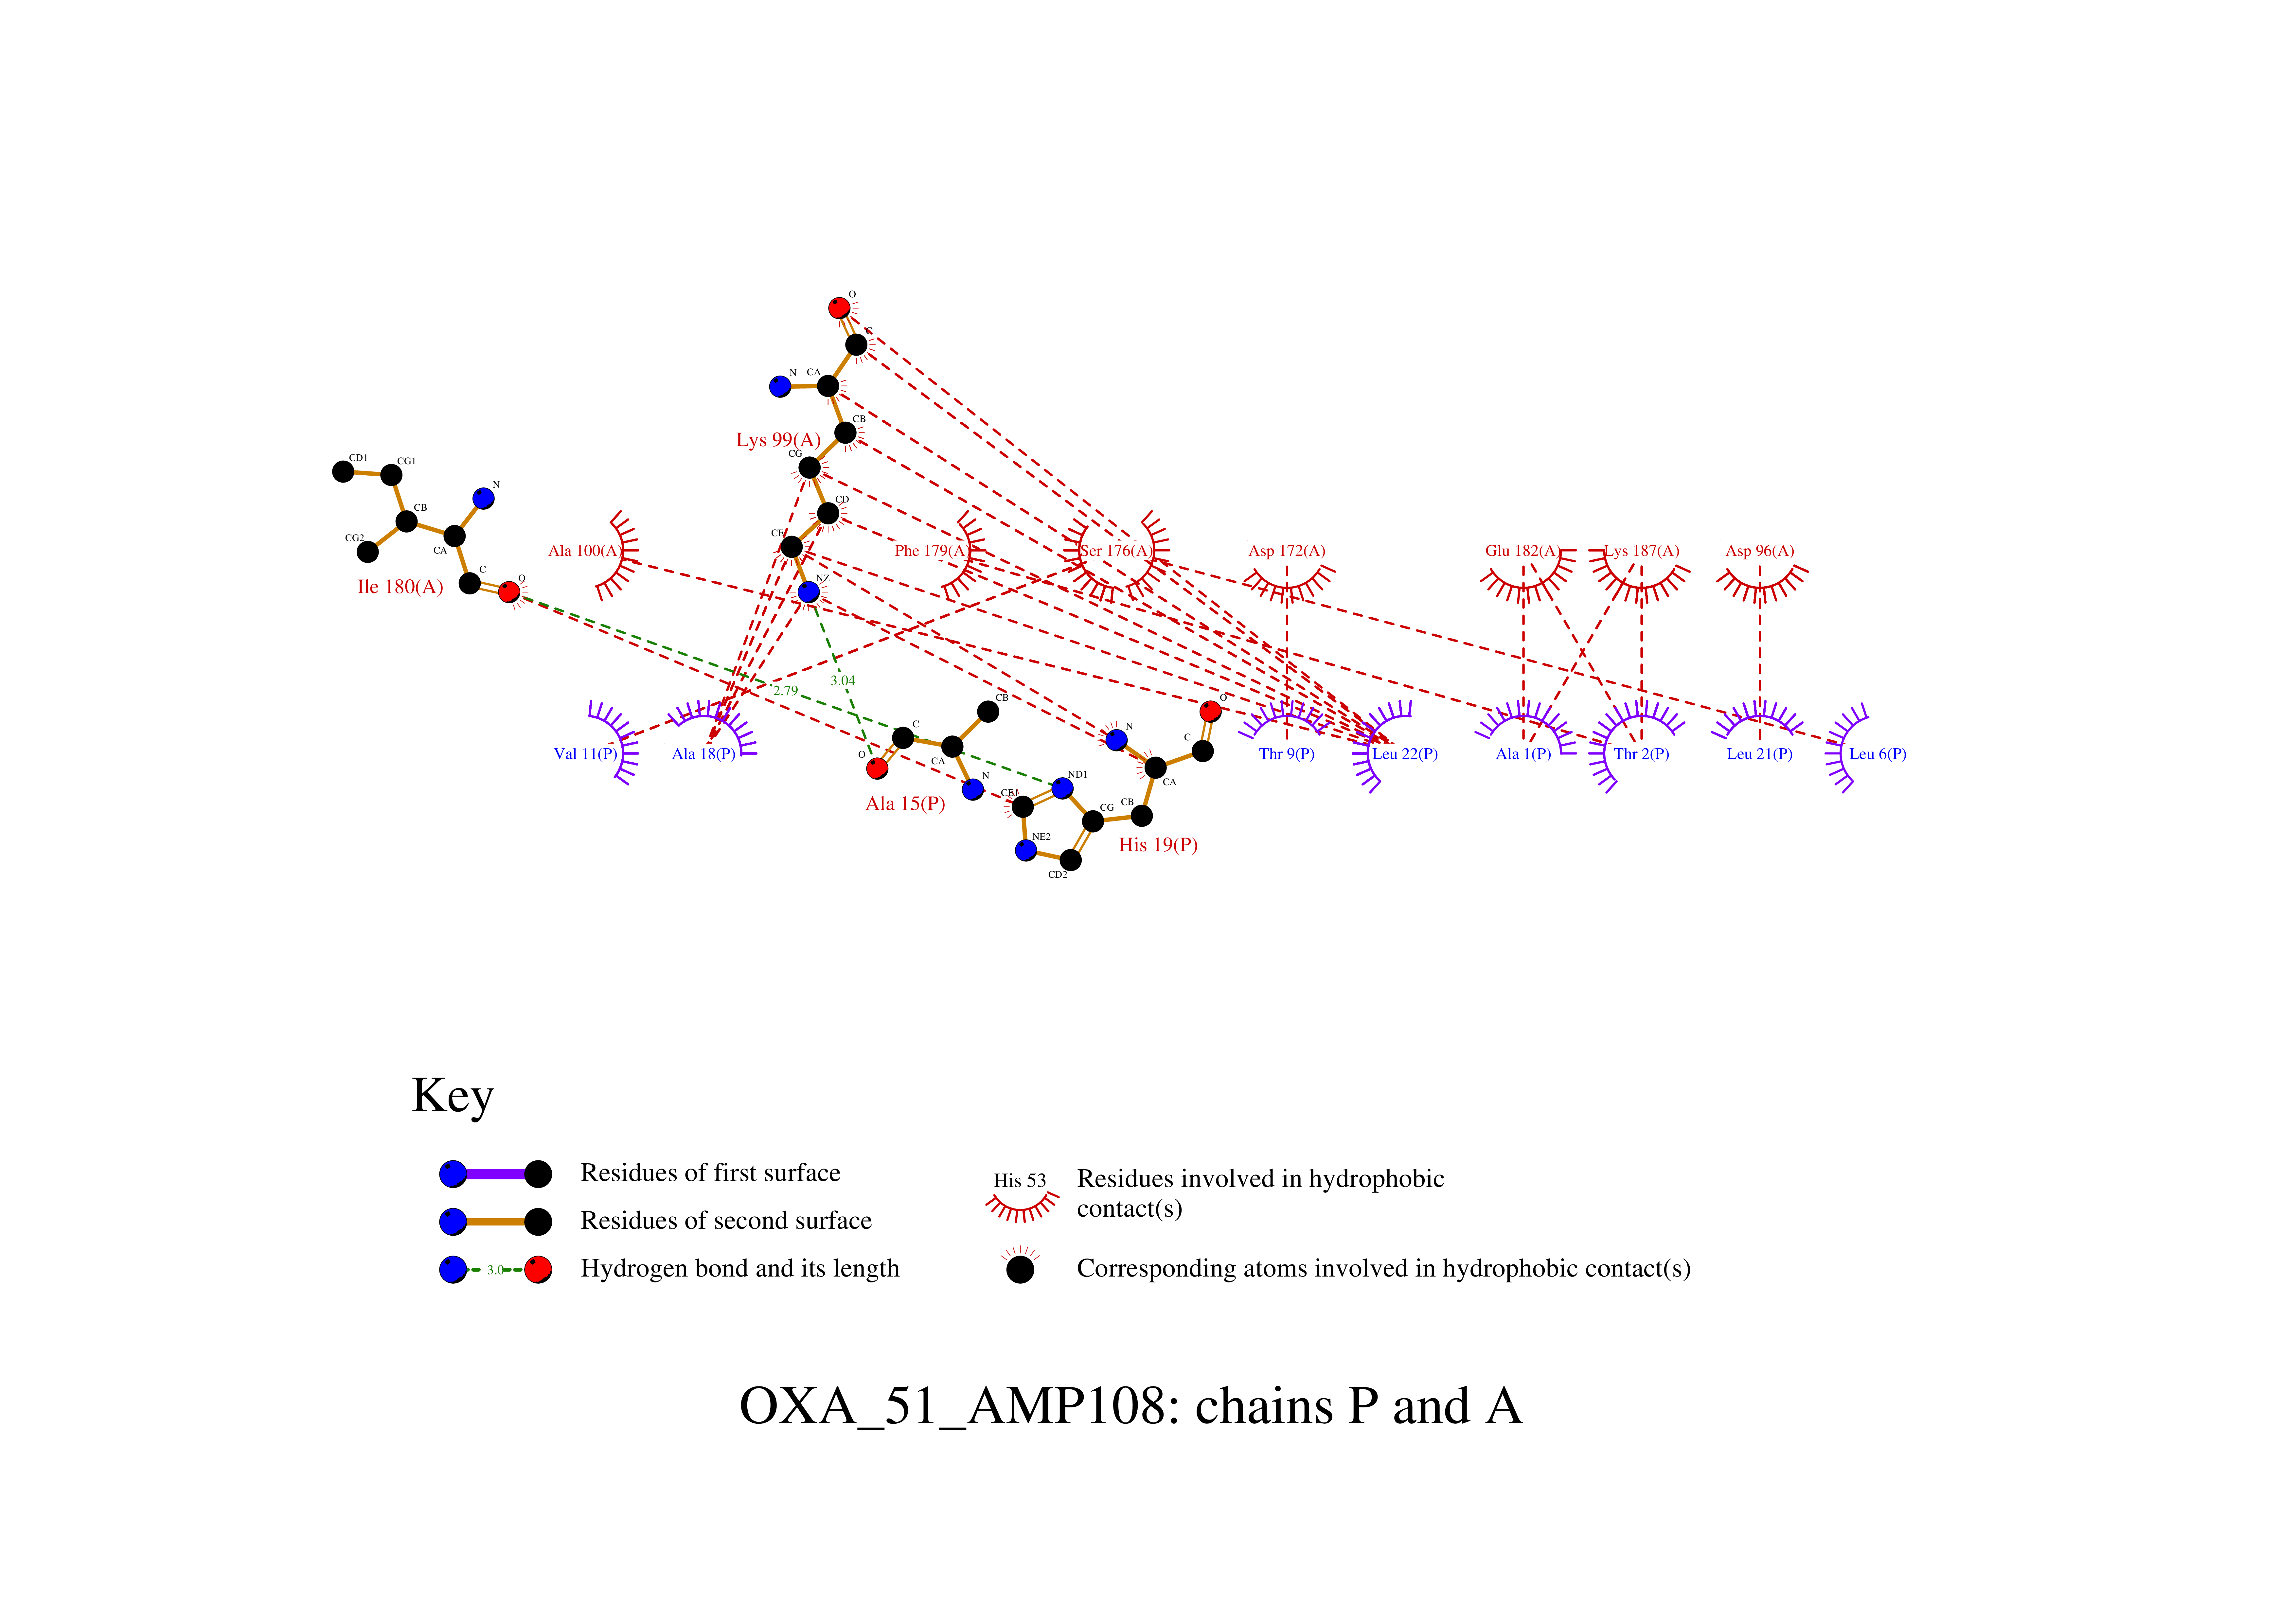 O
C
N CA
CB
Lys 99(A)
CG
CD1 CG1
N
CB
CD
CG2
CA
CE
Ala 100(A) Phe 179(A) Ser 176(A) Asp 172(A) Glu 182(A) Lys 187(A) Asp 96(A)
C O
NZ
Ile 180(A)
2.79 3.04
CB O
C N C
Val 11(P) Ala 18(P) O CA Thr 9(P) Leu 22(P) Ala 1(P) Thr 2(P) Leu 21(P) Leu 6(P)
N ND1 CA
Ala 15(P) CE1 CG CB
NE2 His 19(P)
CD2
Key
Residues of first surface
Residues of second surface
3.0 Hydrogen bond and its length
His 53 Residues involved in hydrophobic
contact(s)
Corresponding atoms involved in hydrophobic contact(s)
OXA_51_AMP108: chains P and A